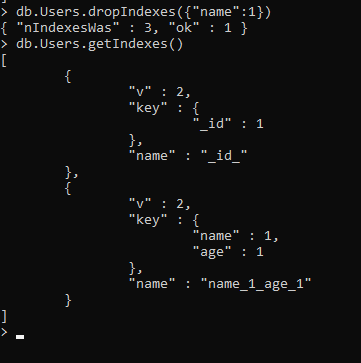 > db.Users.dropIndexes({"name":1})
{ "nIndexesWas" : 3, "ok" : 1 }
> db.Users.getIndexes()
[
        {
                "v" : 2,
                "key" : {
                        "_id" : 1
                },
                "name" : "_id_"
        },
        {
                "v" : 2,
                "key" : {
                        "name" : 1,
                        "age" : 1
                },
                "name" : "name_1_age_1"
        }
]
>